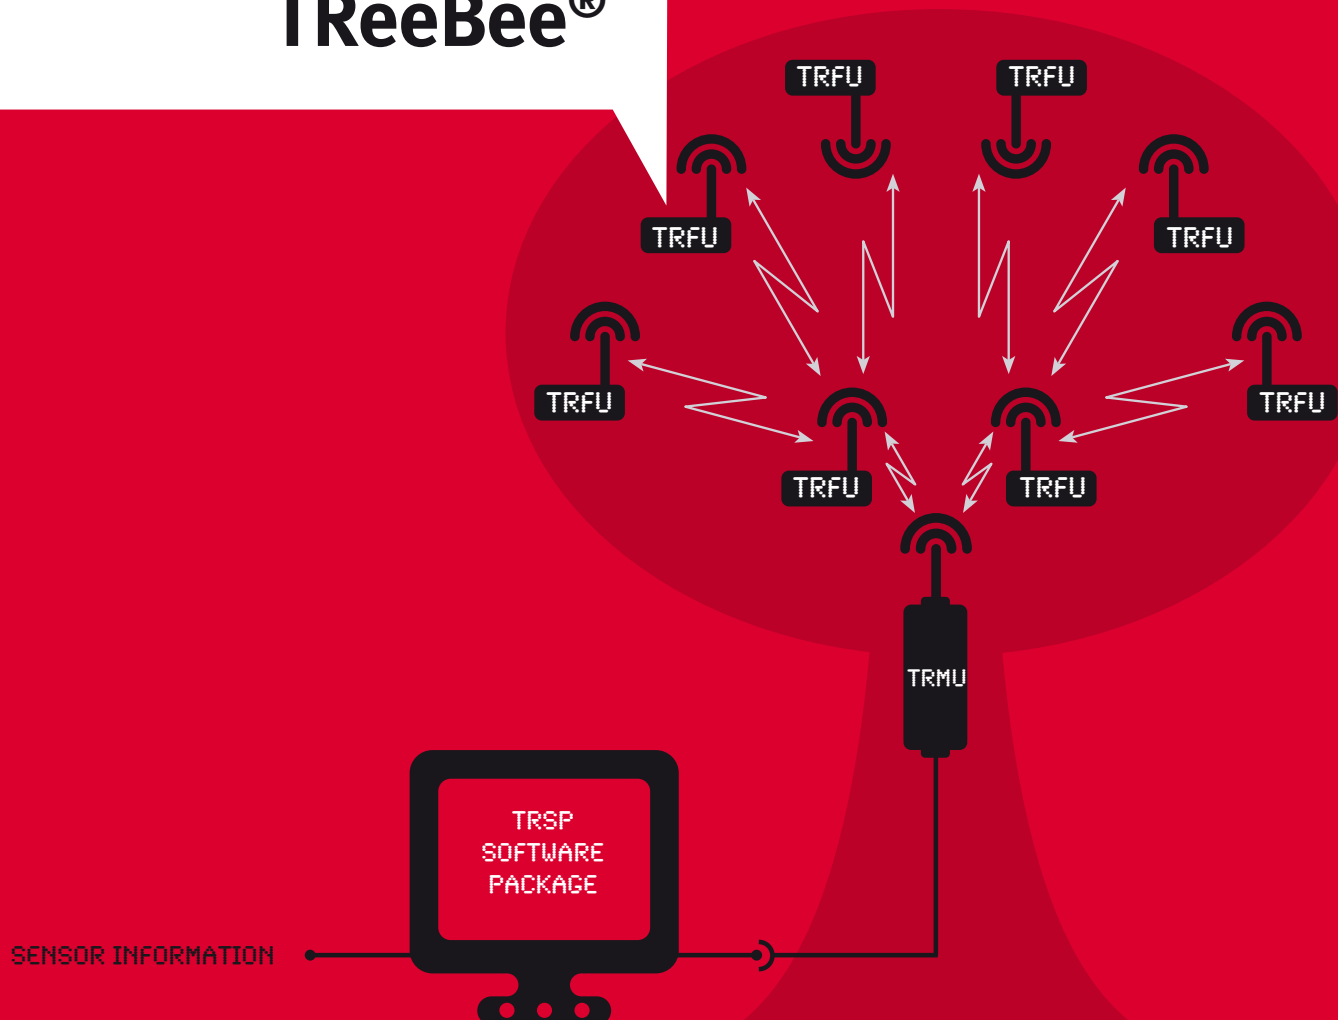 TReeBee®
TRFU
TRFU
TRFU
TRFU
TRFU
TRFU
TRFU
TRFU
TRMU
TRSP
SOFTWARE
PACKAGE
SENSOR INFORMATION